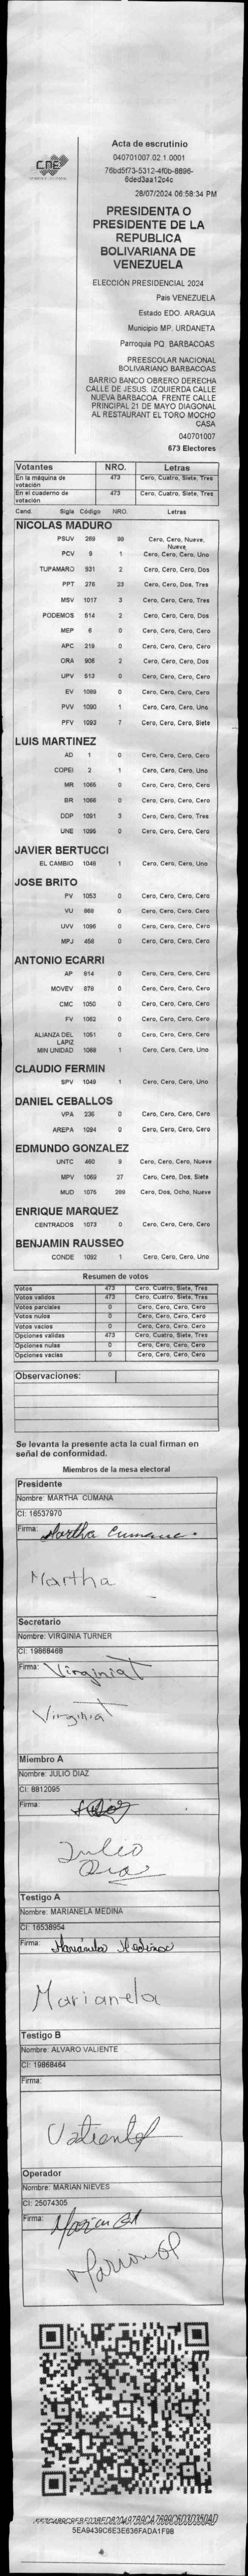 CNE
Acta de escrutinio
040701007.02.1.0001
76bd5f73-5312-4f0b-8896-
6ded3aa12c4c
28/07/2024 06:58:34 PM
PRESIDENTA O
PRESIDENTE DE LA
REPUBLICA
BOLIVARIANA DE
VENEZUELA
ELECCIÓN PRESIDENCIAL 2024
País VENEZUELA
Estado EDO. ARAGUA
Municipio MP. URDANETA
Parroquia PQ. BARBACOAS
PREESCOLAR NACIONAL
BOLIVARIANO BARBACOAS
BARRIO BANCO OBRERO DERECHA
CALLE DE JESUS. IZQUIERDA CALLE
NUEVA BARBACOA. FRENTE CALLE
PRINCIPAL 21 DE MAYO DIAGONAL
AL RESTAURANT EL TORO MOCHO
CASA
040701007
673 Electores
Votantes NRO. Letras
En la máquina de votación 473 Cero, Cuatro, Siete, Tres
En el cuaderno de votación 473 Cero, Cuatro, Siete, Tres
Cand. Sigla Código NRO. Letras
NICOLAS MADURO
PSUV 269 99 Cero, Cero, Nueve, Nueve
PCV 9 1 Cero, Cero, Cero, Uno
TUPAMARO 931 2 Cero, Cero, Cero, Dos
PPT 276 23 Cero, Cero, Dos, Tres
MSV 1017 3 Cero, Cero, Cero, Tres
PODEMOS 514 2 Cero, Cero, Cero, Dos
MEP 6 0 Cero, Cero, Cero, Cero
APC 219 0 Cero, Cero, Cero, Cero
ORA 906 2 Cero, Cero, Cero, Dos
UPV 513 0 Cero, Cero, Cero, Cero
EV 1089 0 Cero, Cero, Cero, Cero
PVV 1090 1 Cero, Cero, Cero, Uno
PFV 1093 7 Cero, Cero, Cero, Siete
LUIS MARTINEZ
AD 1 0 Cero, Cero, Cero, Cero
COPEI 2 1 Cero, Cero, Cero, Uno
MR 1065 0 Cero, Cero, Cero, Cero
BR 1066 0 Cero, Cero, Cero, Cero
DDP 1091 3 Cero, Cero, Cero, Tres
UNE 1095 0 Cero, Cero, Cero, Cero
JAVIER BERTUCCI
EL CAMBIO 1048 1 Cero, Cero, Cero, Uno
JOSE BRITO
PV 1053 0 Cero, Cero, Cero, Cero
VU 868 0 Cero, Cero, Cero, Cero
UVV 1096 0 Cero, Cero, Cero, Cero
MPJ 458 0 Cero, Cero, Cero, Cero
ANTONIO ECARRI
AP 914 0 Cero, Cero, Cero, Cero
MOVEV 878 0 Cero, Cero, Cero, Cero
CMC 1050 0 Cero, Cero, Cero, Cero
FV 1062 0 Cero, Cero, Cero, Cero
ALIANZA DEL LAPIZ 1061 0 Cero, Cero, Cero, Cero
MIN UNIDAD 1068 1 Cero, Cero, Cero, Uno
CLAUDIO FERMIN
SPV 1049 1 Cero, Cero, Cero, Uno
DANIEL CEBALLOS
VPA 236 0 Cero, Cero, Cero, Cero
AREPA 1094 0 Cero, Cero, Cero, Cero
EDMUNDO GONZALEZ
UNTC 460 9 Cero, Cero, Cero, Nueve
MPV 1069 27 Cero, Cero, Dos, Siete
MUD 1076 289 Cero, Dos, Ocho, Nueve
ENRIQUE MARQUEZ
CENTRADOS 1073 0 Cero, Cero, Cero, Cero
BENJAMIN RAUSSEO
CONDE 1092 1 Cero, Cero, Cero, Uno
Resumen de votos
Votos 473 Cero, Cuatro, Siete, Tres
Votos validos 473 Cero, Cuatro, Siete, Tres
Votos parciales 0 Cero, Cero, Cero, Cero
Votos nulos 0 Cero, Cero, Cero, Cero
Votos vacios 0 Cero, Cero, Cero, Cero
Opciones validas 473 Cero, Cuatro, Siete, Tres
Opciones nulas 0 Cero, Cero, Cero, Cero
Opciones vacias 0 Cero, Cero, Cero, Cero
Observaciones:
Se levanta la presente acta la cual firman en
señal de conformidad.
Miembros de la mesa electoral
Presidente
Nombre: MARTHA CUMANA
CI: 16537970
Firma: Martha Cumana
Martha
Secretario
Nombre: VIRGINIA TURNER
CI: 19868468
Firma: Virginia T
Virginia T
Miembro A
Nombre: JULIO DIAZ
CI: 8812095
Firma:
Julio
Diaz
Testigo A
Nombre: MARIANELA MEDINA
CI: 16538954
Firma: Marianela Medina
Marianela
Testigo B
Nombre: ALVARO VALIENTE
CI: 19868464
Firma:
Valiente
Operador
Nombre: MARIAN NIEVES
CI: 25074305
Firma:
5EA9439C6E3E636FADA1F98